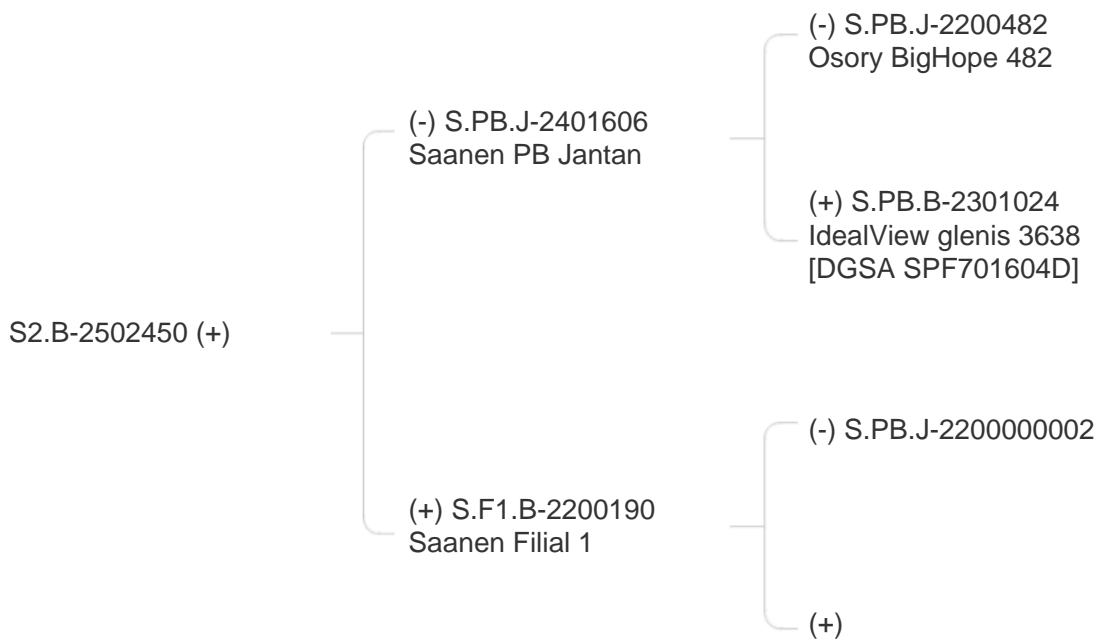 (-) S.PB.J-2200482
Osory BigHope 482
(-) S.PB.J-2401606
Saanen PB Jantan
(+) S.PB.B-2301024
IdealView glenis 3638
[DGSA SPF701604D]
S2.B-2502450 (+)
(-) S.PB.J-2200000002
(+) S.F1.B-2200190
Saanen Filial 1
(+)